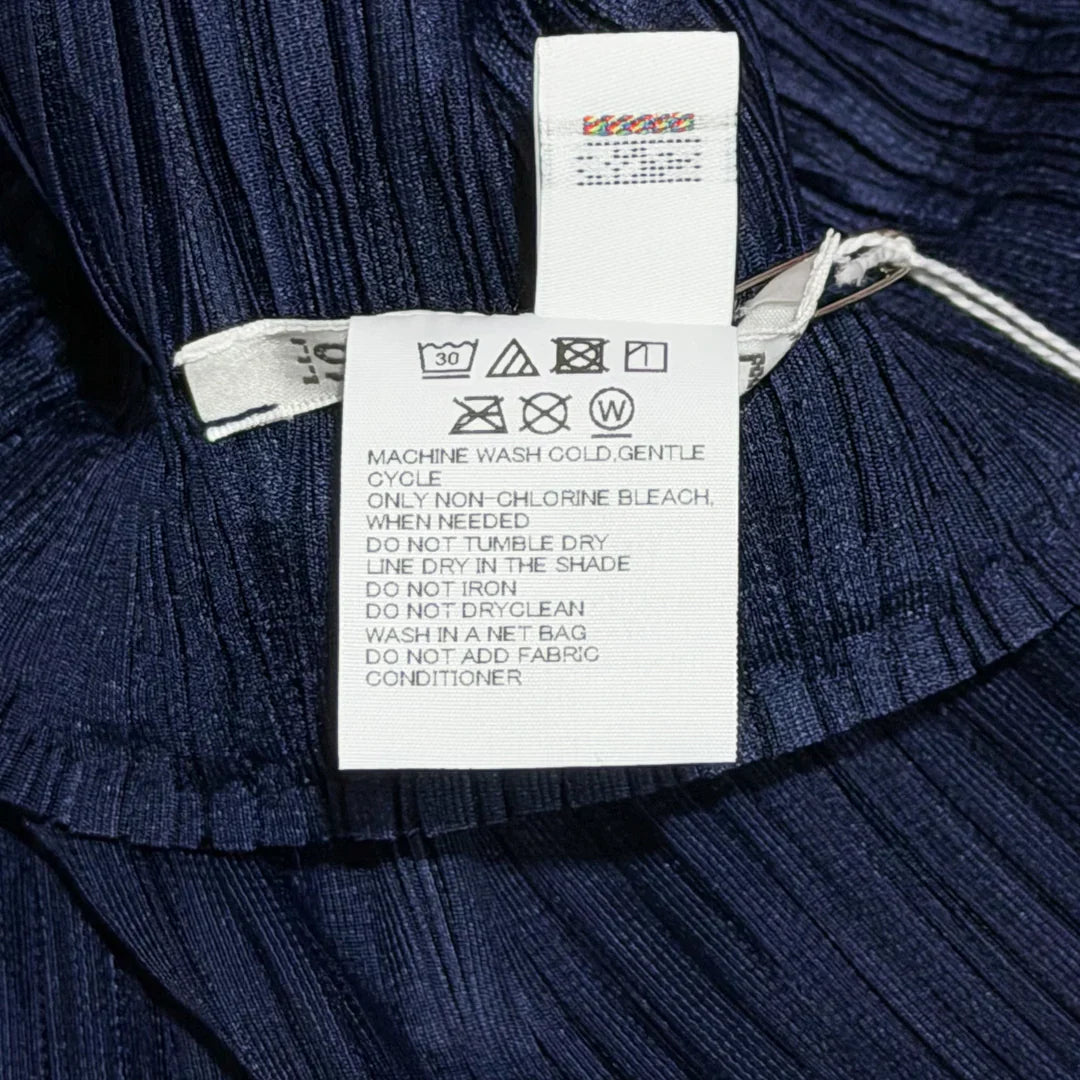 30
W
MACHINE WASH COLD,GENTLE
CYCLE
ONLY NON-CHLORINE BLEACH,
WHEN NEEDED
DO NOT TUMBLE DRY
LINE DRY IN THE SHADE
DO NOT IRON
DO NOT DRYCLEAN
WASH IN A NET BAG
DO NOT ADD FABRIC
CONDITIONER